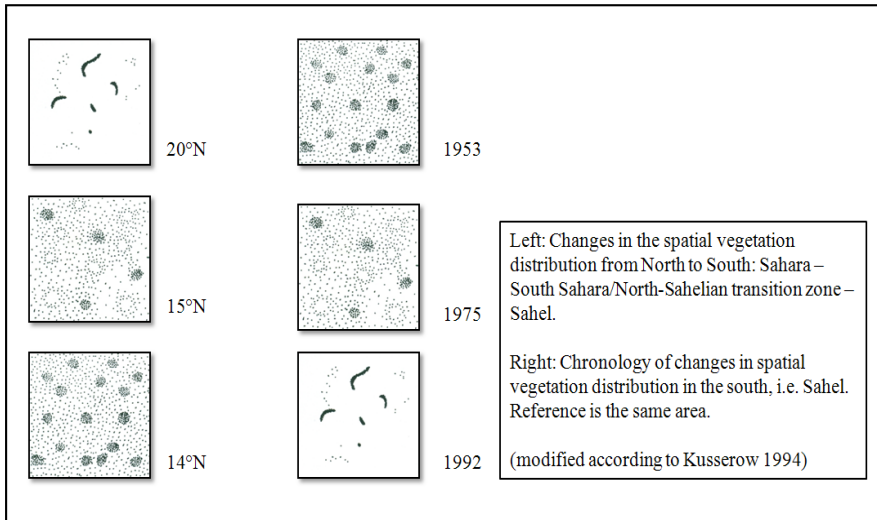 20°N
1953
15°N
1975
14°N
1992
Left: Changes in the spatial vegetation
distribution from North to South: Sahara –
South Sahara/North-Sahelian transition zone –
Sahel.
Right: Chronology of changes in spatial
vegetation distribution in the south, i.e. Sahel.
Reference is the same area.
(modified according to Kusserow 1994)